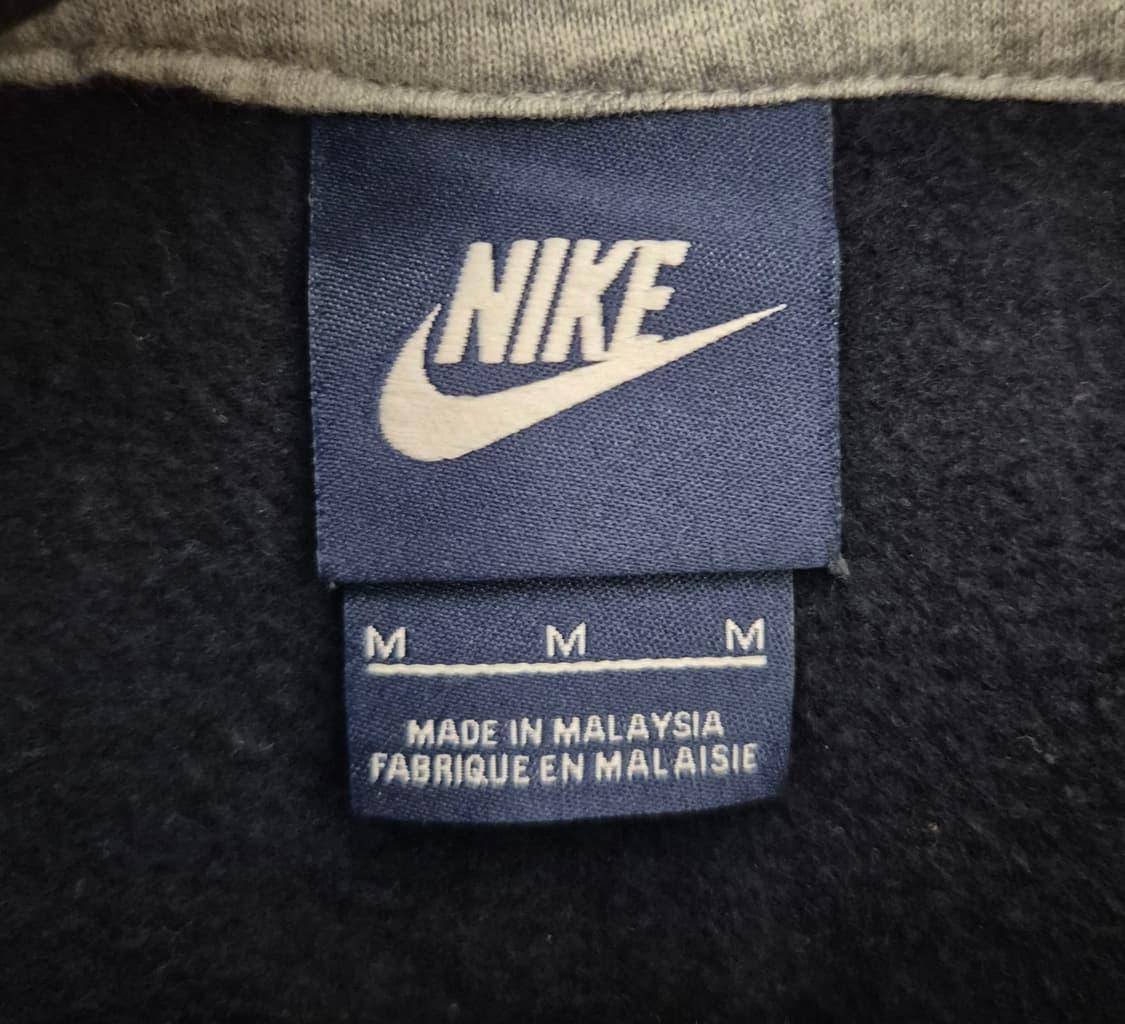 NIKE
M M M
MADE IN MALAYSIA
FABRIQUE EN MALAISIE